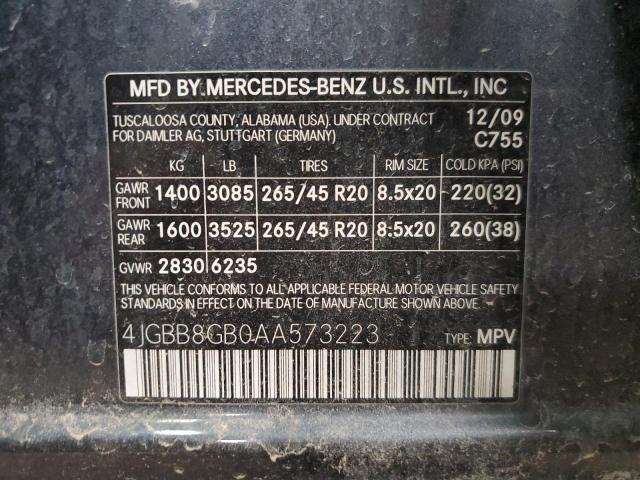 MFD BY MERCEDES-BENZ U.S. INTL., INC
TUSCALOOSA COUNTY, ALABAMA (USA). UNDER CONTRACT 12/09
FOR DAIMLER AG, STUTTGART (GERMANY) C755
KG LB TIRES RIM SIZE COLD KPA (PSI)
GAWR FRONT 1400 3085 265/45 R20 8.5x20 220(32)
GAWR REAR 1600 3525 265/45 R20 8.5x20 260(38)
GVWR 2830 6235
THIS VEHICLE CONFORMS TO ALL APPLICABLE FEDERAL MOTOR VEHICLE SAFETY
STANDARDS IN EFFECT ON THE DATE OF MANUFACTURE SHOWN ABOVE.
4JGBB8GB0AA573223 TYPE: MPV